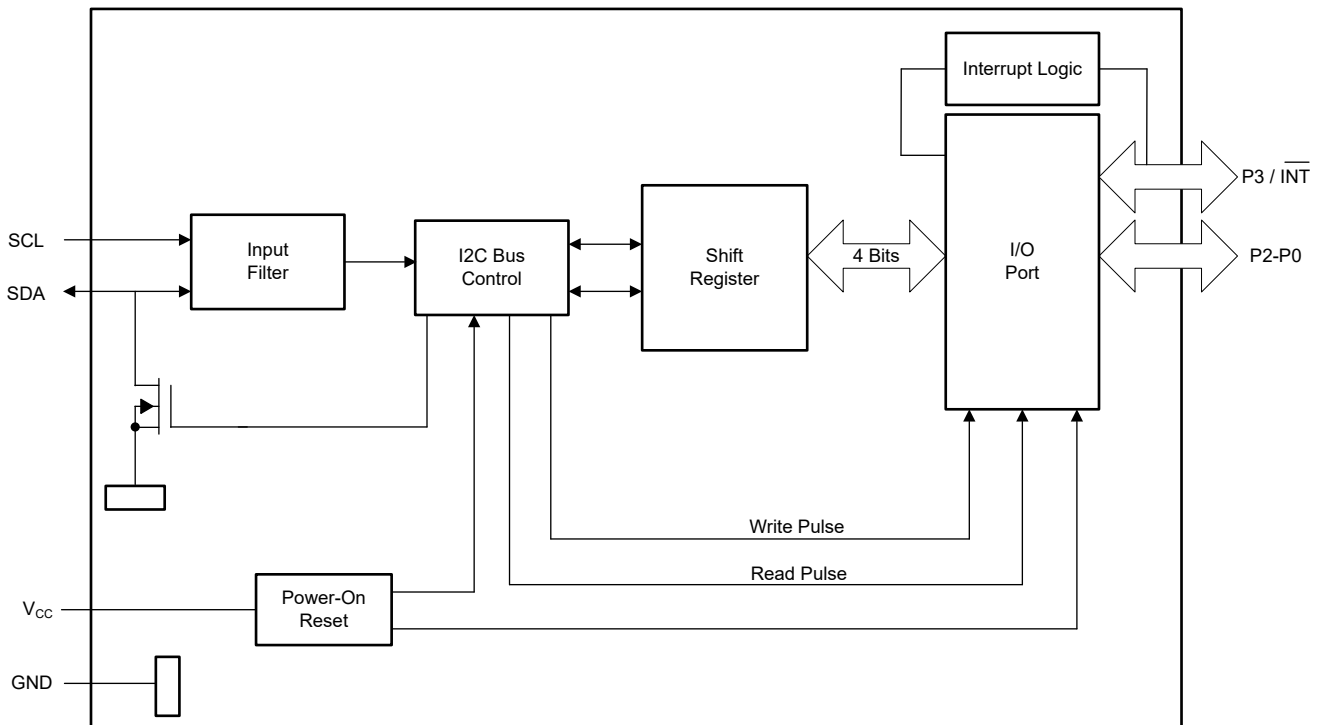 Interrupt Logic
P3 / I̅N̅T̅
SCL
Input
Filter
I2C Bus
Control
Shift
Register
4 Bits
I/O
Port
P2-P0
SDA
Write Pulse
Read Pulse
VCC
Power-On
Reset
GND